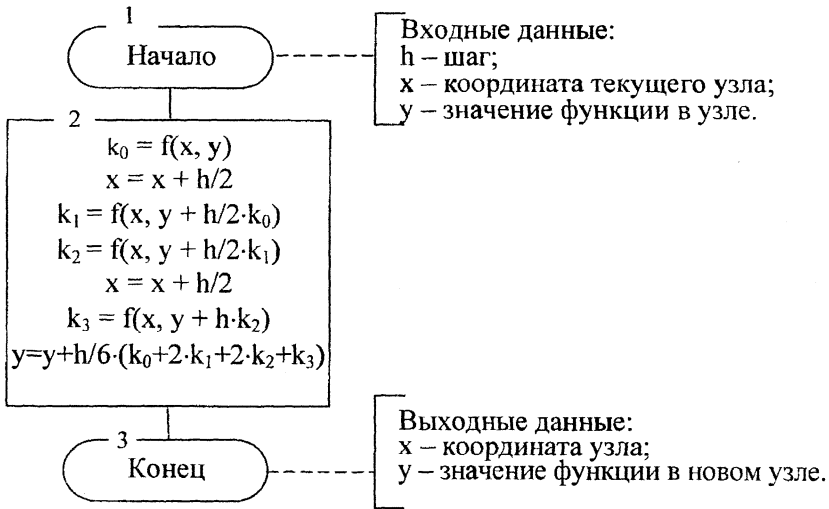 1
Начало
Входные данные:
h – шаг;
x – координата текущего узла;
y – значение функции в узле.
2
k₀ = f(x, y)
x = x + h/2
k₁ = f(x, y + h/2·k₀)
k₂ = f(x, y + h/2·k₁)
x = x + h/2
k₃ = f(x, y + h·k₂)
y=y+h/6·(k₀+2·k₁+2·k₂+k₃)
3
Конец
Выходные данные:
x – координата узла;
y – значение функции в новом узле.